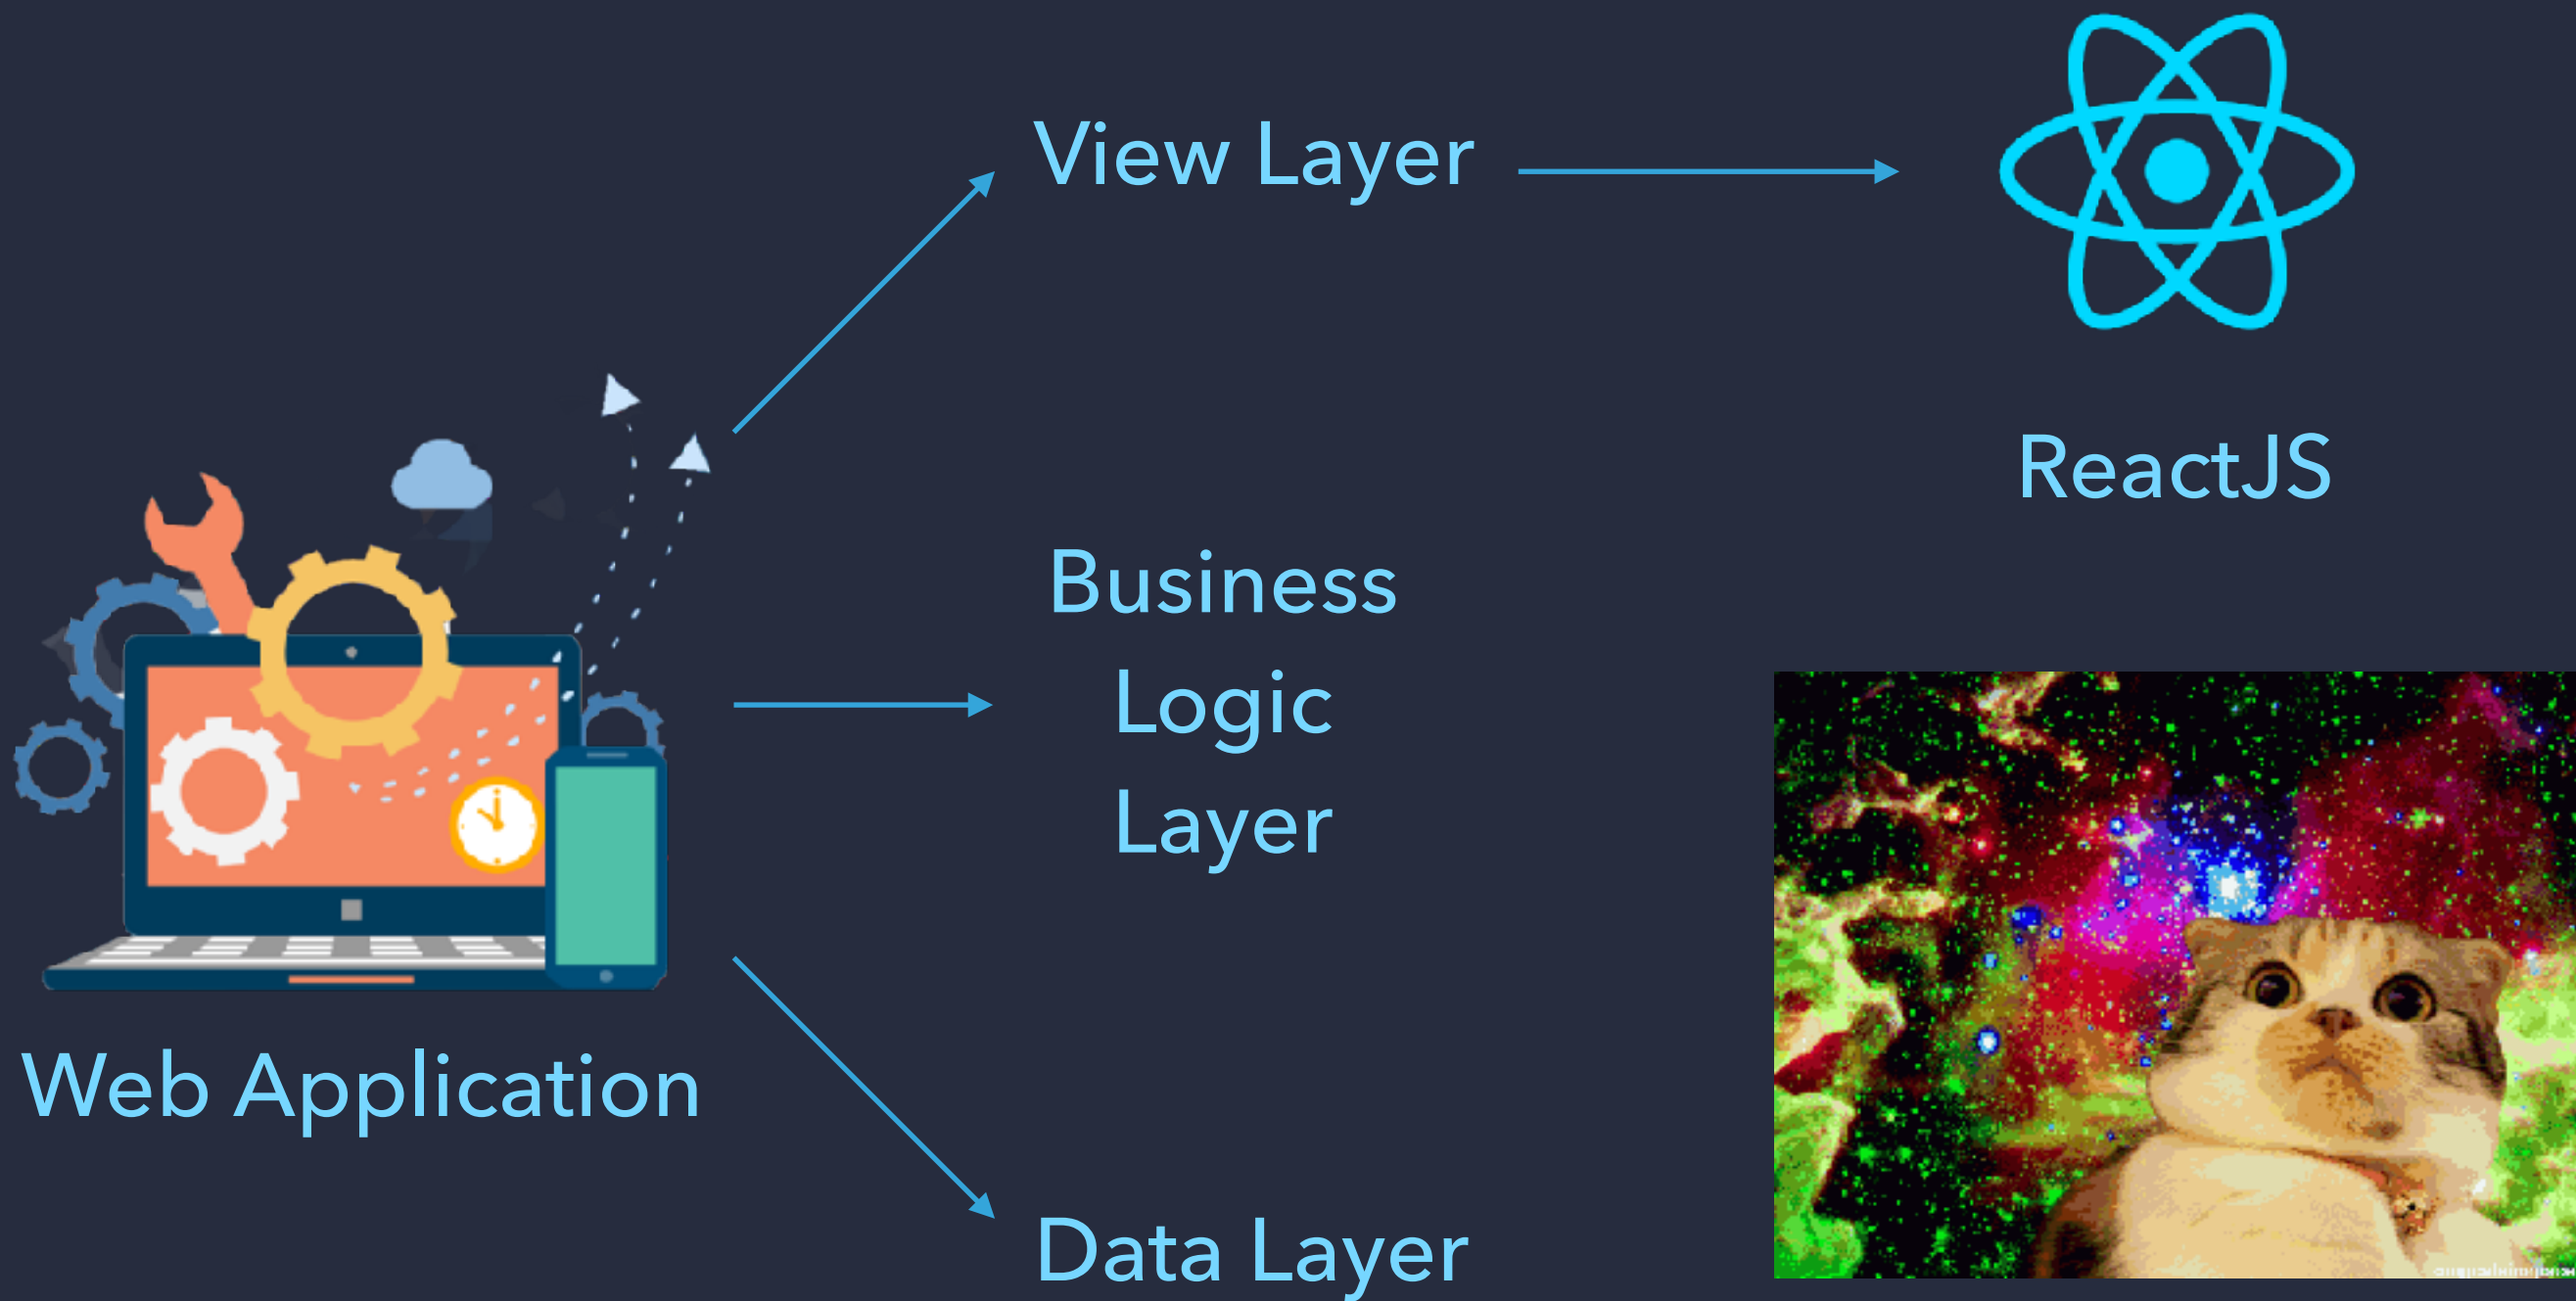 View Layer
ReactJS
Business
Logic
Layer
Web Application
Data Layer